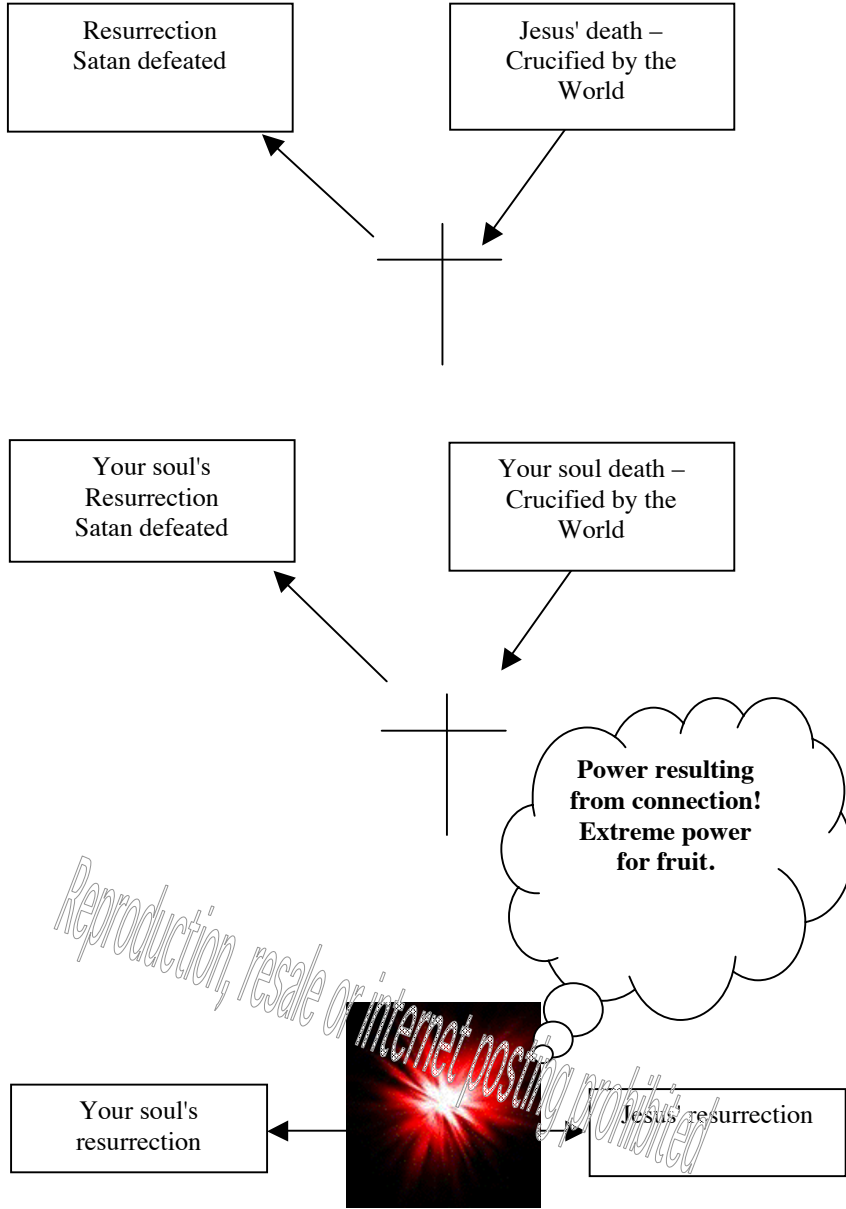 Resurrection
Satan defeated
Jesus' death –
Crucified by the
World
Your soul's
Resurrection
Satan defeated
Your soul death –
Crucified by the
World
Power resulting
from connection!
Extreme power
for fruit.
Reproduction, resale or internet posting prohibited
Your soul's
resurrection
Jesus' resurrection